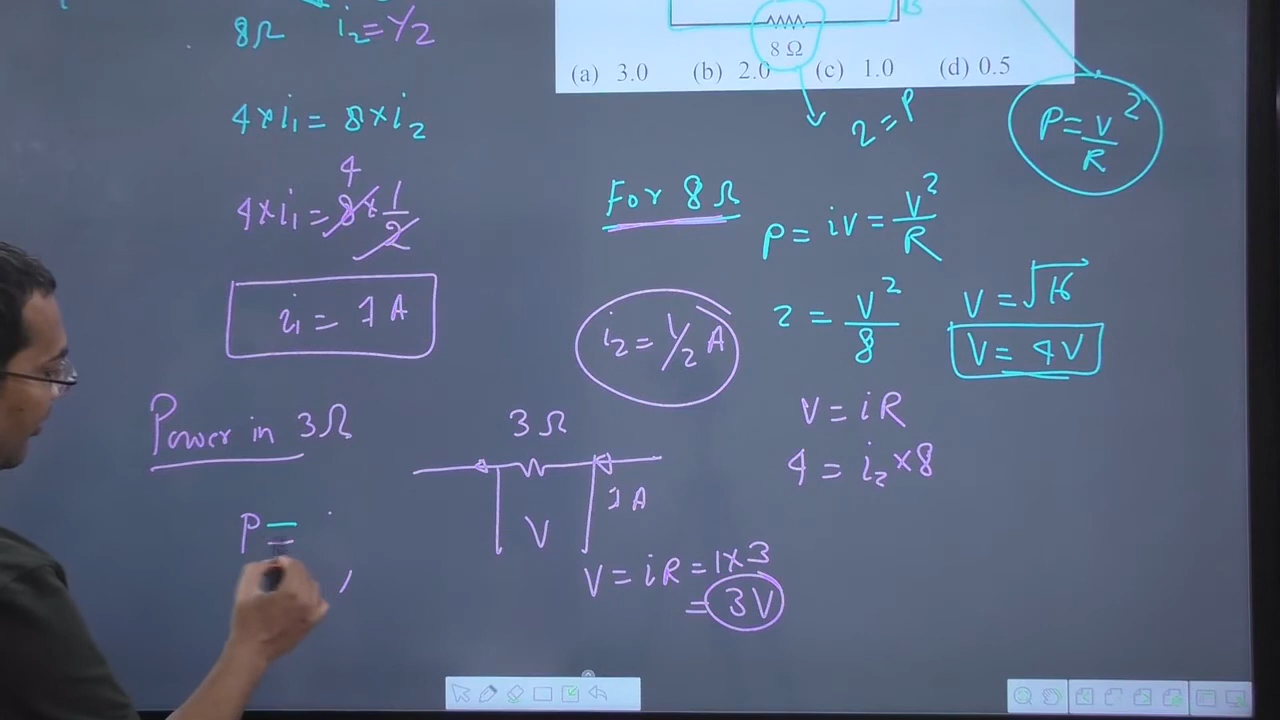 8Ω i₂=1/2
4×i₁=8×i₂
4
4×i₁=8×1/2
i₁=1A
Power in 3Ω
P=
3Ω
1A
V
V=iR=1×3
=3V
8 Ω
B
(a) 3.0 (b) 2.0 (c) 1.0 (d) 0.5
2=P
P=V²/R
For 8Ω
P=iV=V²/R
i₂=1/2 A
2=V²/8
V=√16
V=4V
V=iR
4=i₂×8